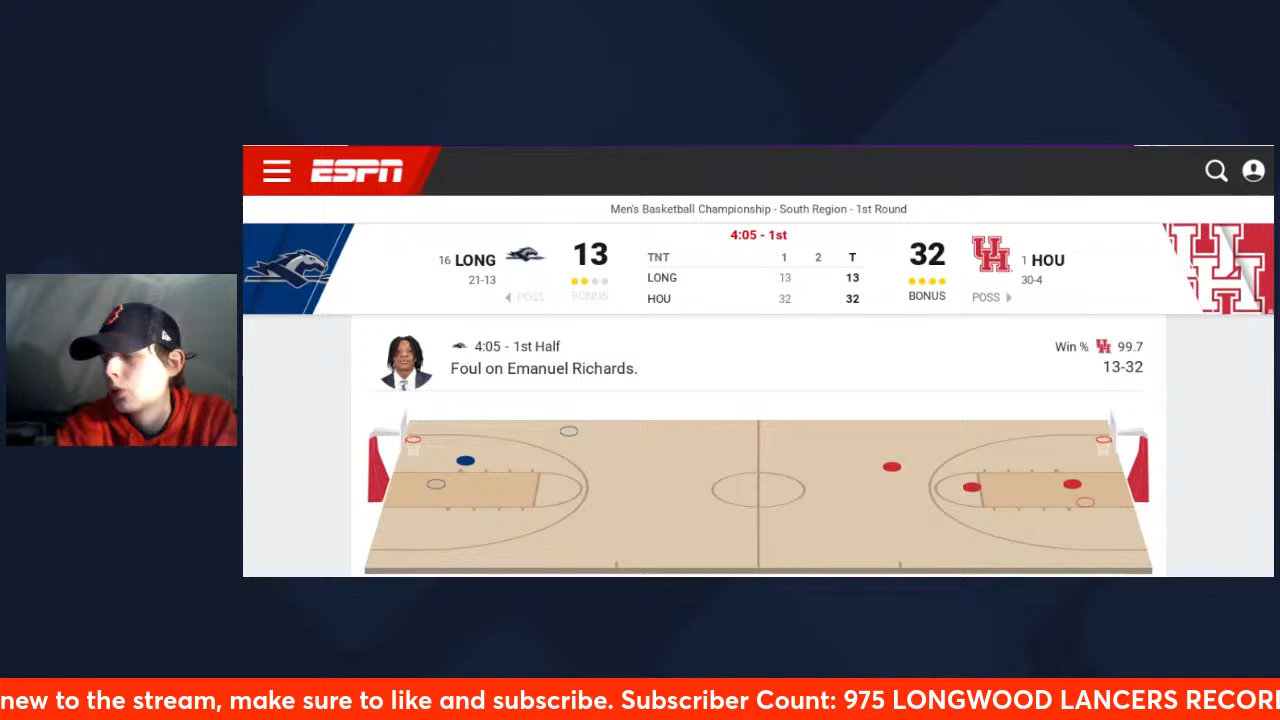 ESPN
Men's Basketball Championship - South Region - 1st Round
4:05 - 1st
16 LONG
21-13
POSS
13
BONUS
TNT 1 2 T
LONG 13 13
HOU 32 32
32
BONUS
1 HOU
30-4
POSS
4:05 - 1st Half
Foul on Emanuel Richards.
Win % 99.7
13-32
new to the stream, make sure to like and subscribe. Subscriber Count: 975 LONGWOOD LANCERS RECOR